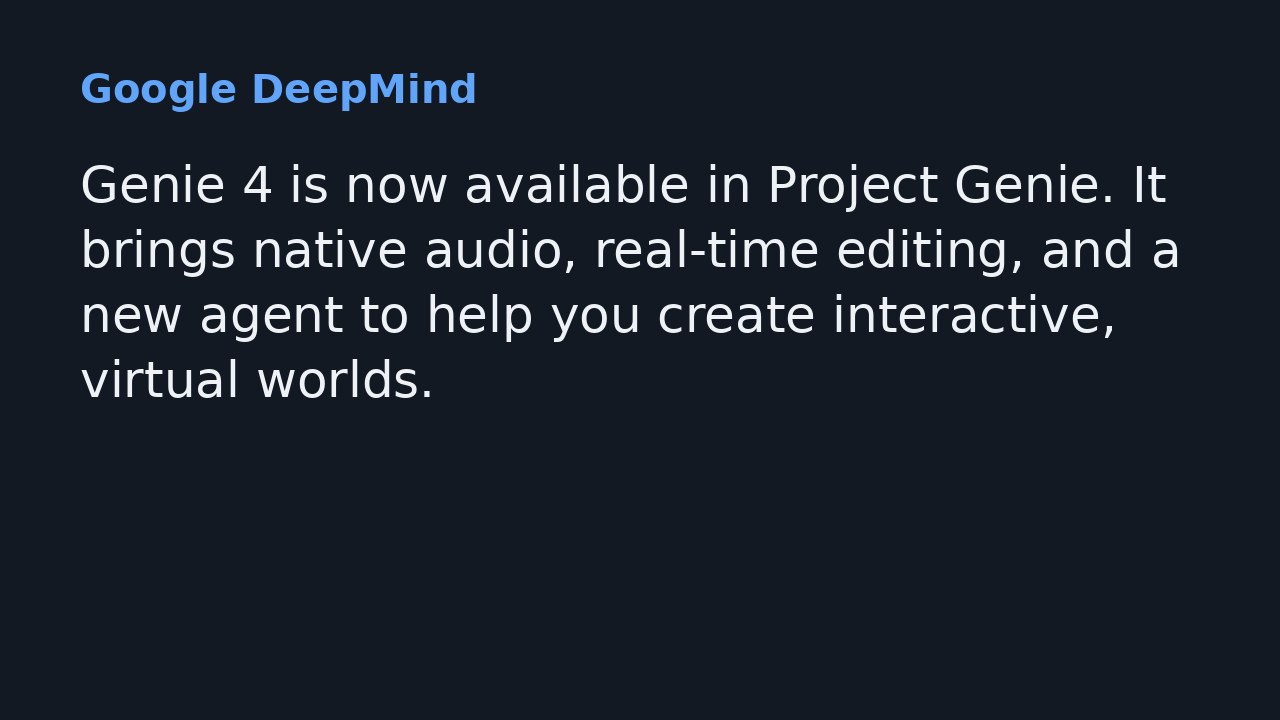 Google DeepMind
Genie 4 is now available in Project Genie. It
brings native audio, real-time editing, and a
new agent to help you create interactive,
virtual worlds.